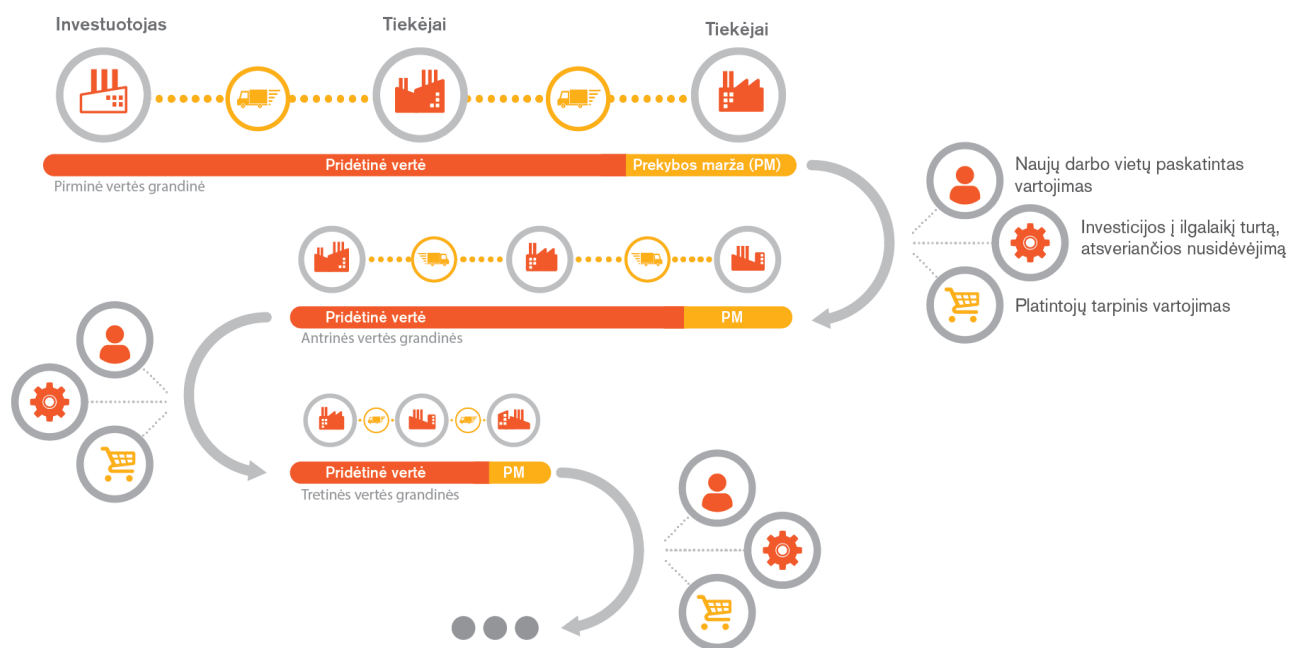 Investuotojas
Tiekėjai
Tiekėjai
Pridėtinė vertė
Prekybos marža (PM)
Pirminė vertės grandinė
Naujų darbo vietų paskatintas
vartojimas
Investicijos į ilgalaikį turtą,
atsveriančios nusidėvėjimą
Platintojų tarpinis vartojimas
Pridėtinė vertė
PM
Antrinės vertės grandinės
Pridėtinė vertė
PM
Tretinės vertės grandinės